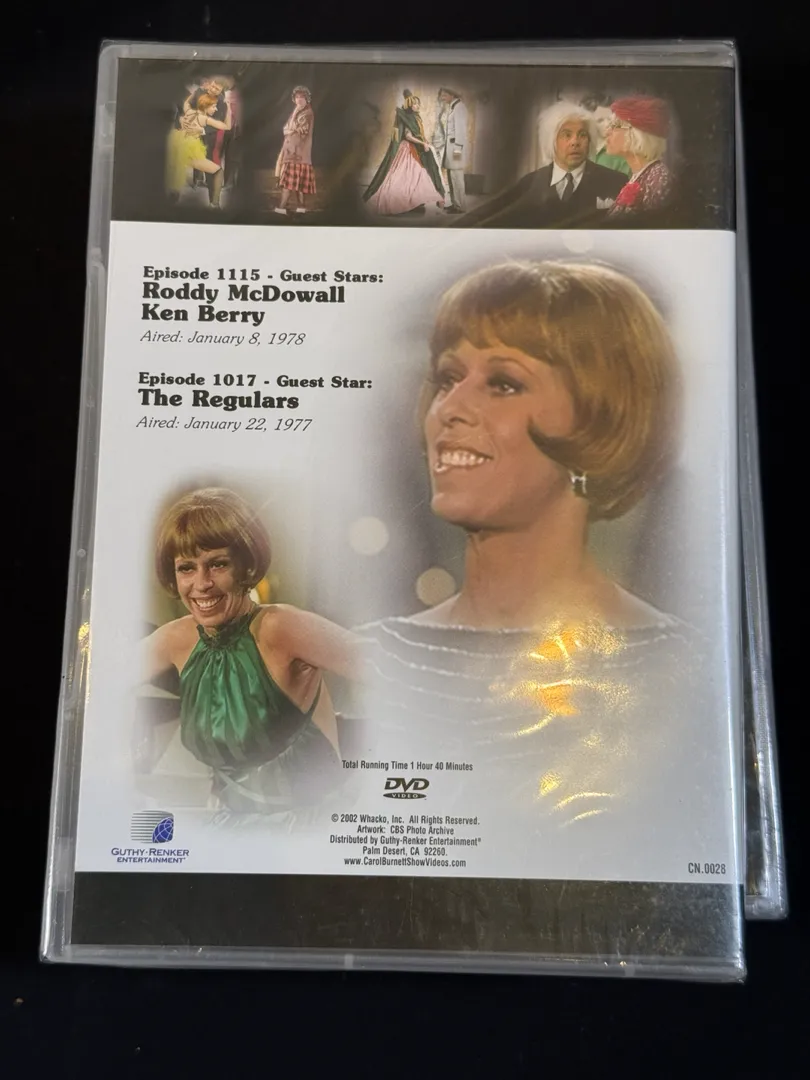 Episode 1115 - Guest Stars:
Roddy McDowall
Ken Berry
Aired: January 8, 1978
Episode 1017 - Guest Star:
The Regulars
Aired: January 22, 1977
Total Running Time 1 Hour 40 Minutes
DVD
VIDEO
© 2002 Whacko, Inc. All Rights Reserved.
Artwork: CBS Photo Archive
Distributed by Guthy-Renker Entertainment®
Palm Desert, CA 92260.
www.CarolBurnettShowVideos.com
GUTHY-RENKER
ENTERTAINMENT®
CN.0028